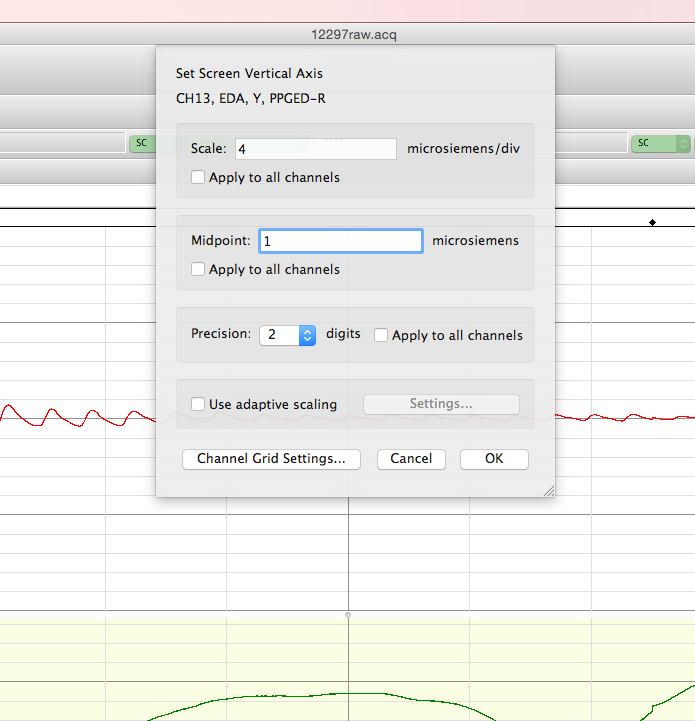 12297raw.acq
Set Screen Vertical Axis
CH13, EDA, Y, PPGED-R
SC
SC
Scale: 4 microsiemens/div
Apply to all channels
Midpoint: 1 microsiemens
Apply to all channels
Precision: 2 digits Apply to all channels
Use adaptive scaling Settings...
Channel Grid Settings... Cancel OK